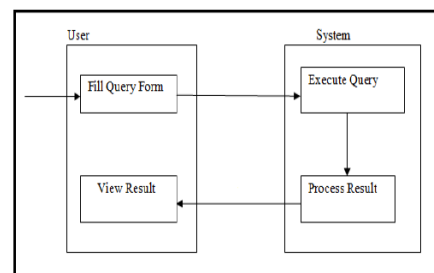 User
System
Fill Query Form
Execute Query
View Result
Process Result